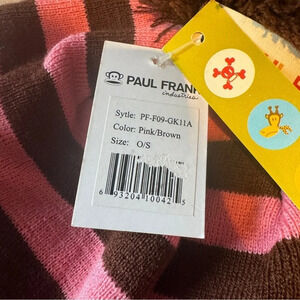 PAUL FRANK
industries
Sytle: PF-F09-GK11A
Color: Pink/Brown
Size: O/S
6 93204 10042 5